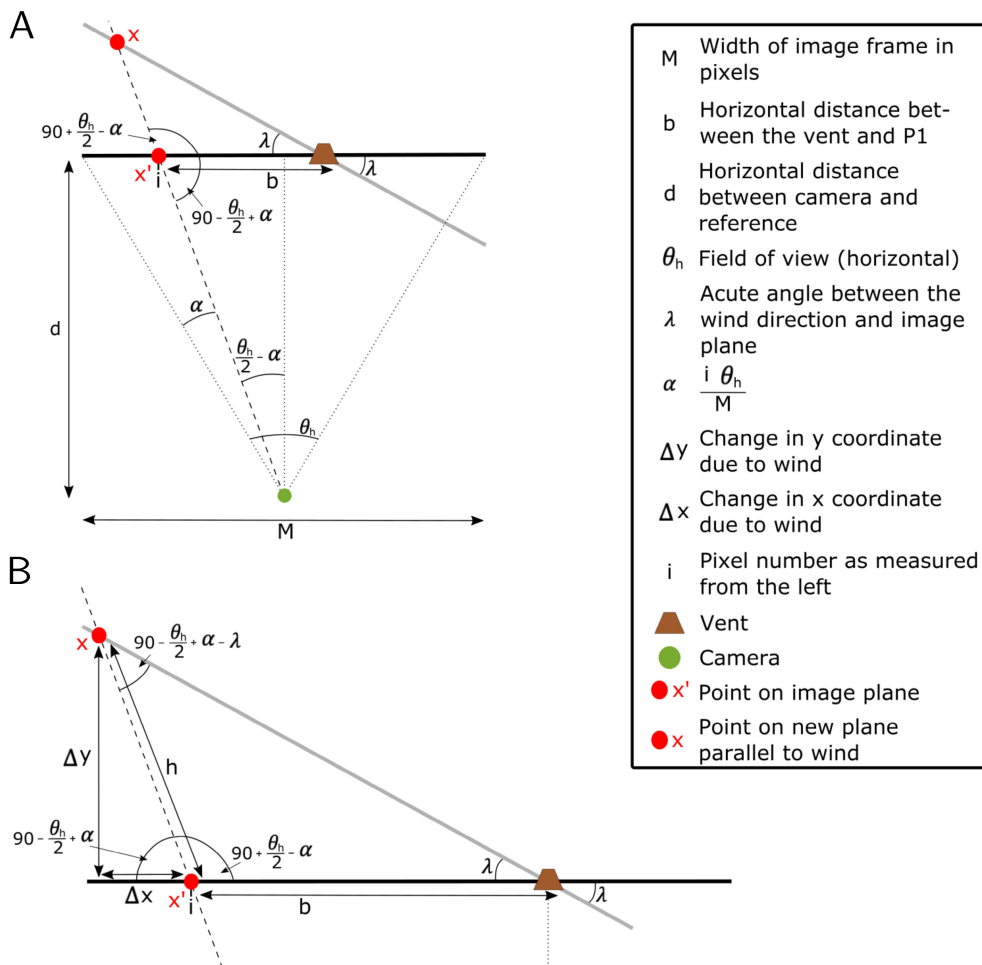 A
x
90 + θh/2 - α
λ
x'
i
b
λ
90 - θh/2 + α
d
α
θh/2 - α
θh
M
B
x
90 - θh/2 + α - λ
Δy
h
90 - θh/2 + α
90 + θh/2 - α
λ
Δx
x'
i
b
λ
M Width of image frame in
pixels
b Horizontal distance bet-
ween the vent and P1
d Horizontal distance
between camera and
reference
θh Field of view (horizontal)
λ Acute angle between the
wind direction and image
plane
α i θh/M
Δy Change in y coordinate
due to wind
Δx Change in x coordinate
due to wind
i Pixel number as measured
from the left
Vent
Camera
x' Point on image plane
x Point on new plane
parallel to wind